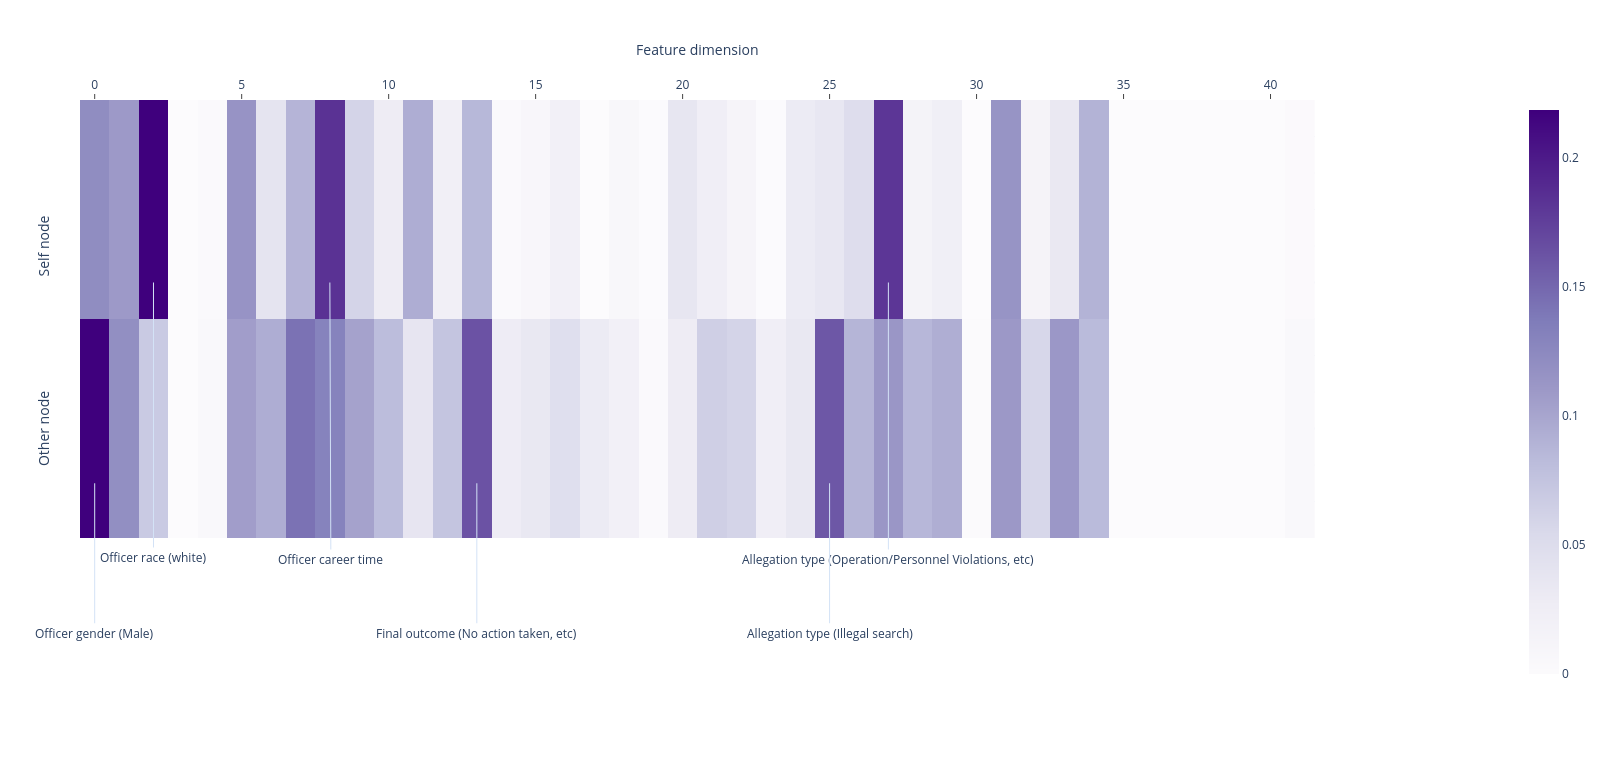 Feature dimension
0 5 10 15 20 25 30 35 40
Self node
Other node
0.2
0.15
0.1
0.05
0
Officer race (white)
Officer career time
Allegation type (Operation/Personnel Violations, etc)
Officer gender (Male)
Final outcome (No action taken, etc)
Allegation type (Illegal search)